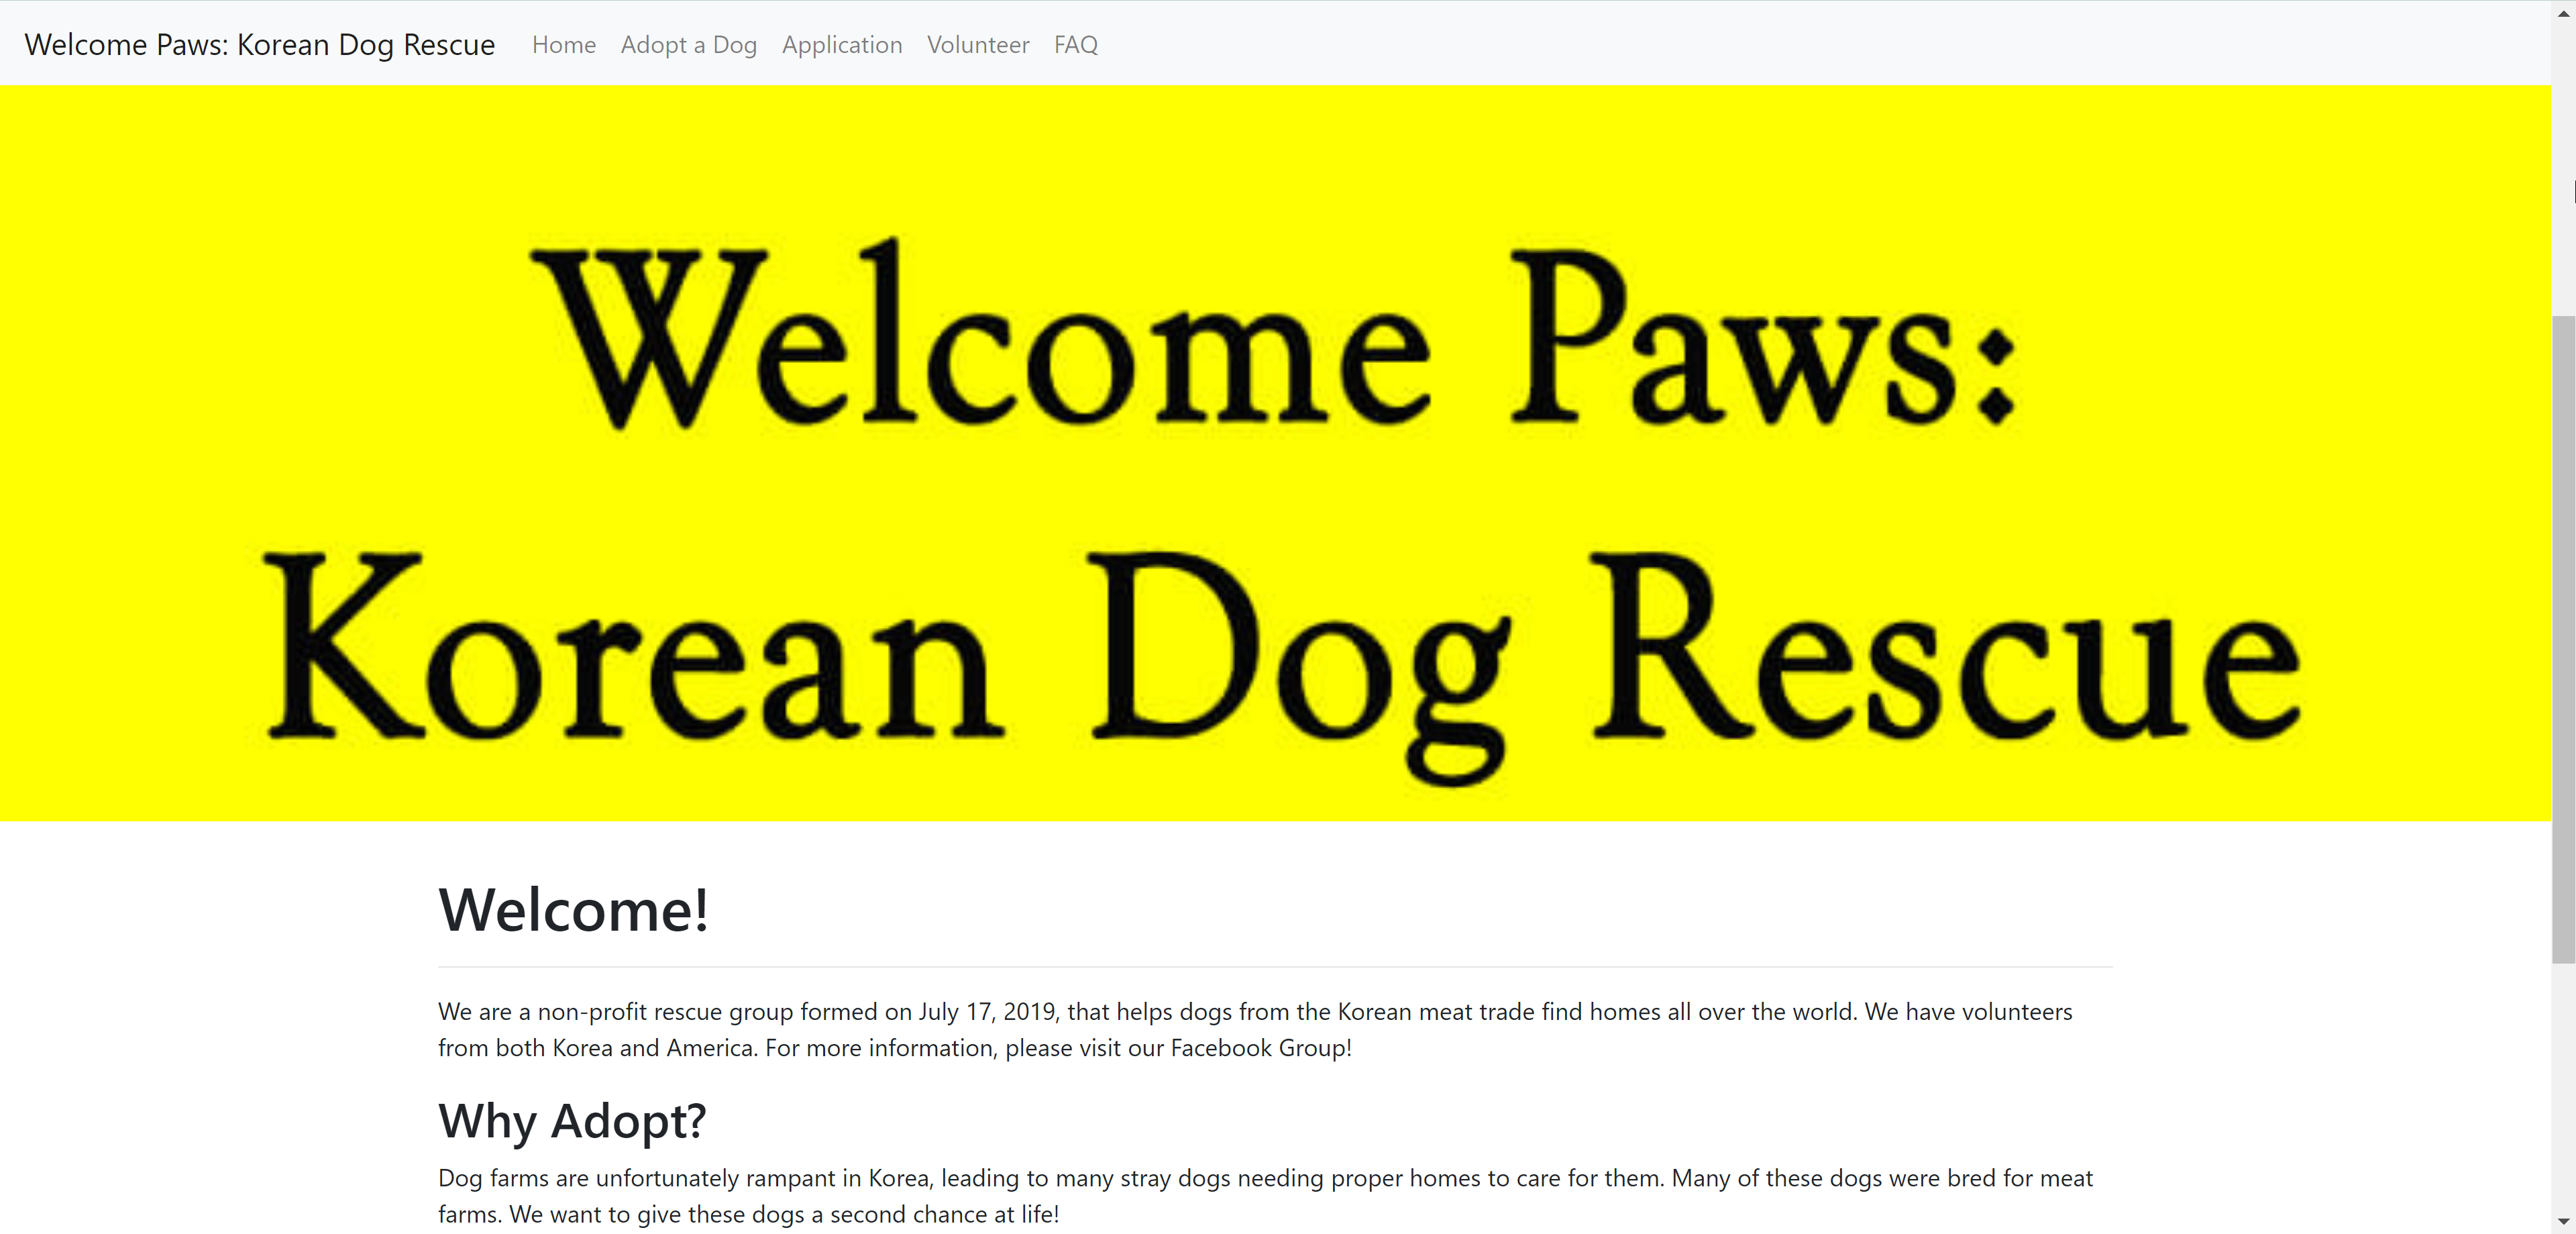 Welcome Paws: Korean Dog Rescue Home Adopt a Dog Application Volunteer FAQ
Welcome Paws:
Korean Dog Rescue
Welcome!
We are a non-profit rescue group formed on July 17, 2019, that helps dogs from the Korean meat trade find homes all over the world. We have volunteers
from both Korea and America. For more information, please visit our Facebook Group!
Why Adopt?
Dog farms are unfortunately rampant in Korea, leading to many stray dogs needing proper homes to care for them. Many of these dogs were bred for meat
farms. We want to give these dogs a second chance at life!